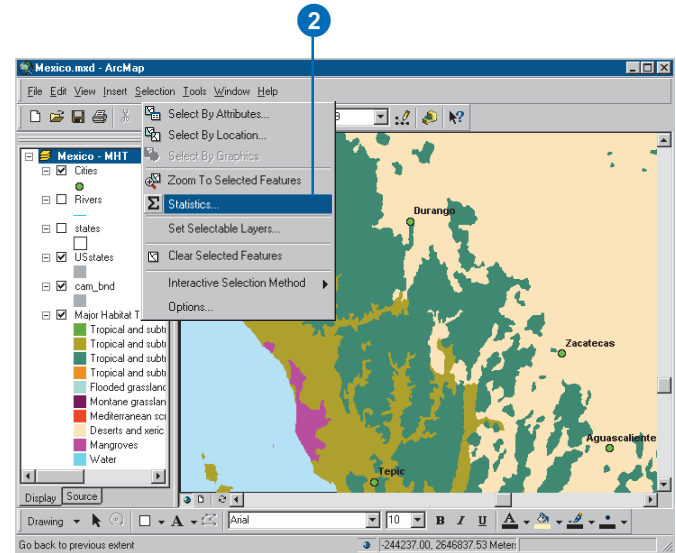 2
Mexico.mxd - ArcMap
File Edit View Insert Selection Tools Window Help
Select By Attributes...
Select By Location...
Select By Graphics
Zoom To Selected Features
Statistics...
Set Selectable Layers...
Clear Selected Features
Interactive Selection Method
Options...
Mexico - MHT
Cities
Rivers
states
USstates
cam_bnd
Major Habitat T
Tropical and subt
Tropical and subt
Tropical and subt
Tropical and subt
Flooded grasslanc
Montane grasslan
Mediterranean scr
Deserts and xeric
Mangroves
Water
Display Source
Durango
Zacatecas
Aguascaliente
Tepic
Drawing A Arial 10 B I U A
Go back to previous extent -244237.00, 2646837.53 Meters